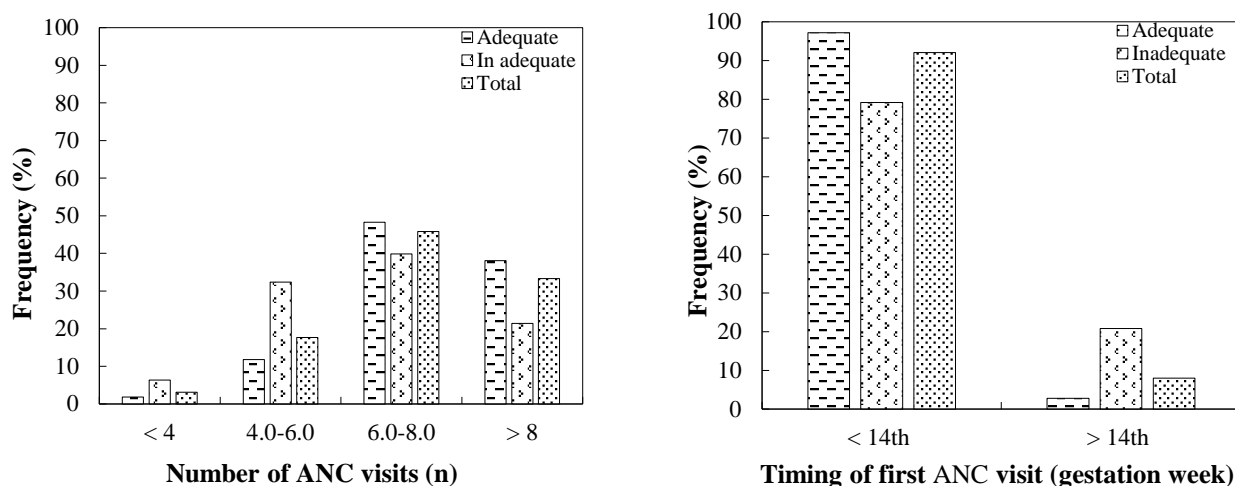 100
90
80
70
60
50
40
30
20
10
0
Frequency (%)
Adequate
In adequate
Total
< 4
4.0-6.0
6.0-8.0
> 8
Number of ANC visits (n)
100
90
80
70
60
50
40
30
20
10
0
Frequency (%)
Adequate
Inadequate
Total
< 14th
> 14th
Timing of first ANC visit (gestation week)